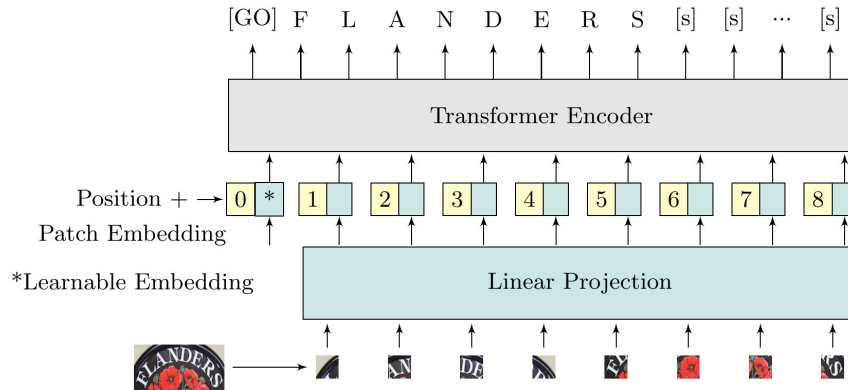 [GO] F L A N D E R S [s] [s] ... [s]
Transformer Encoder
Position + 0 * 1 2 3 4 5 6 7 8
Patch Embedding
*Learnable Embedding
Linear Projection
FLANDERS